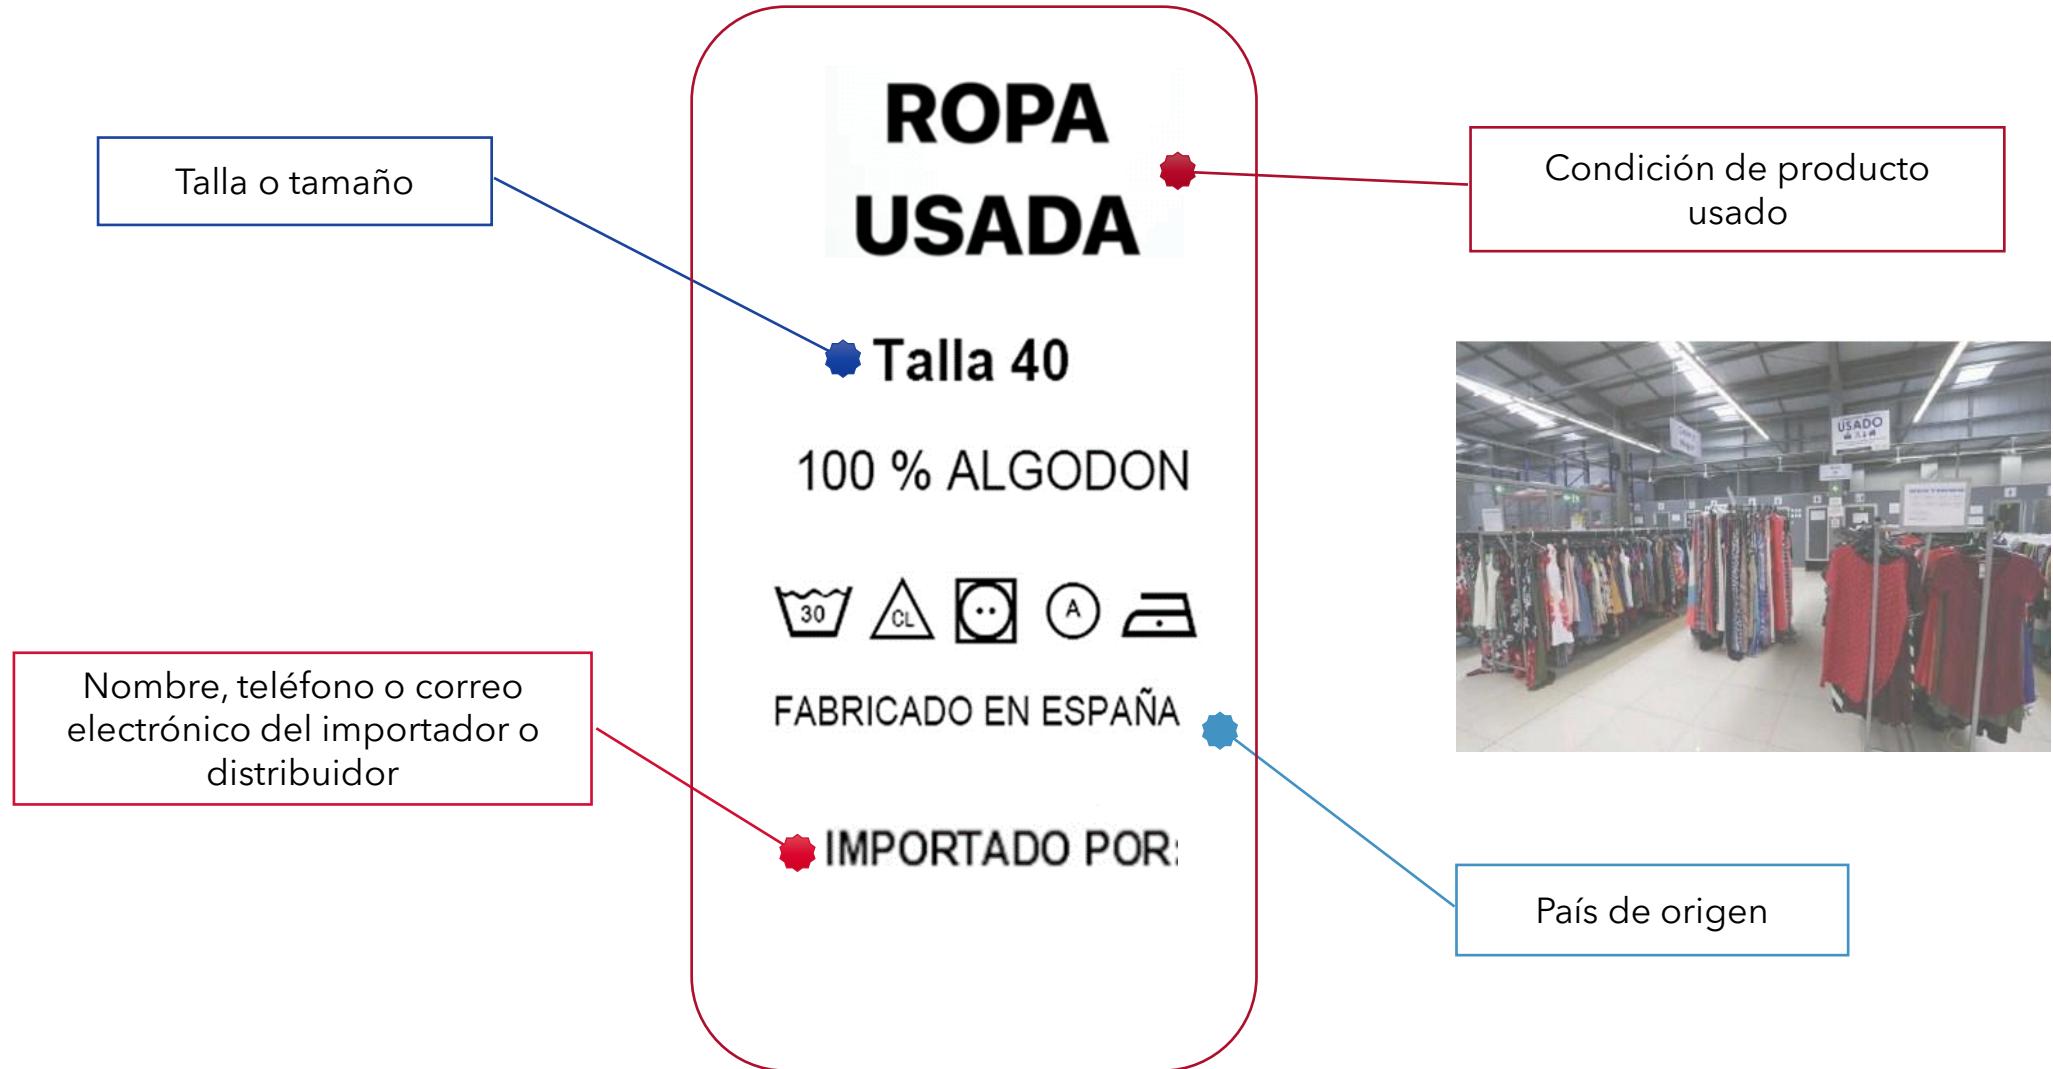 ROPA
USADA
Talla o tamaño
Condición de producto
usado
Talla 40
100 % ALGODON
USADO
30
CL
A
Nombre, teléfono o correo
electrónico del importador o
distribuidor
FABRICADO EN ESPAÑA
IMPORTADO POR:
País de origen